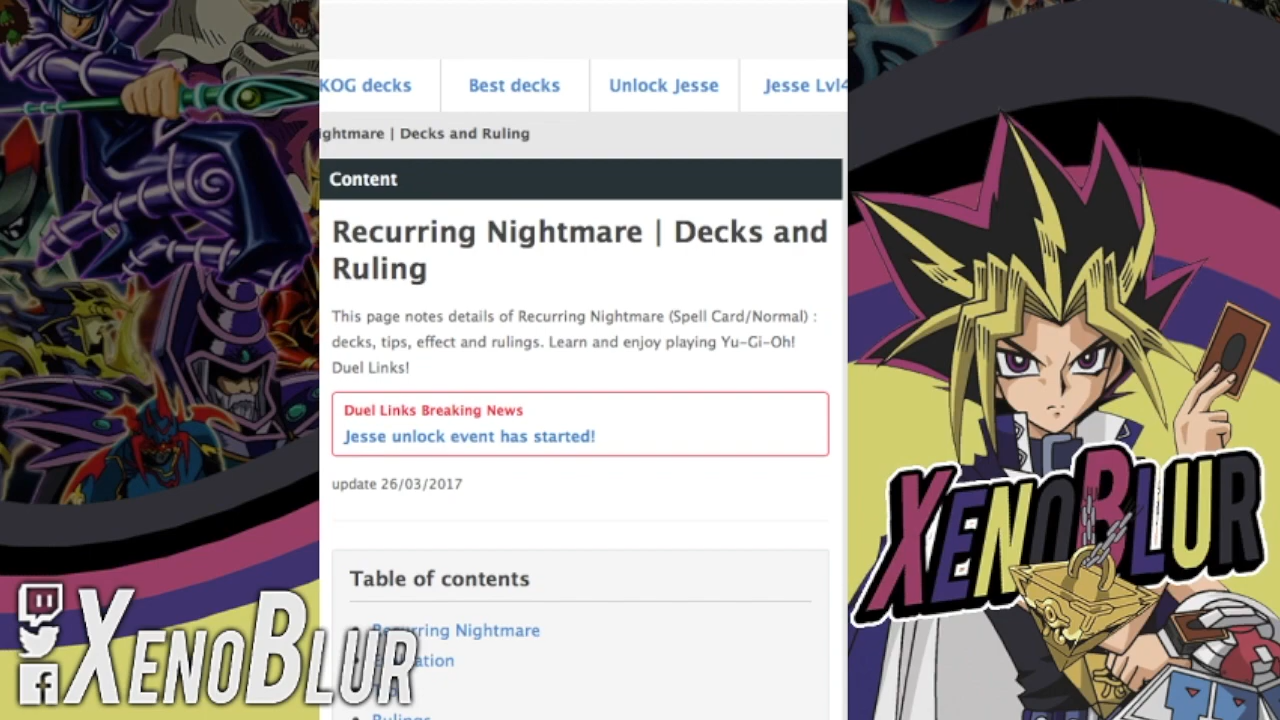 KOG decks
Best decks
Unlock Jesse
Jesse Lvl4
ghtmare | Decks and Ruling
Content
Recurring Nightmare | Decks and
Ruling
This page notes details of Recurring Nightmare (Spell Card/Normal) :
decks, tips, effect and rulings. Learn and enjoy playing Yu-Gi-Oh!
Duel Links!
Duel Links Breaking News
Jesse unlock event has started!
update 26/03/2017
Table of contents
Recurring Nightmare
Rulings
XENOBLUR
XENOBLUR